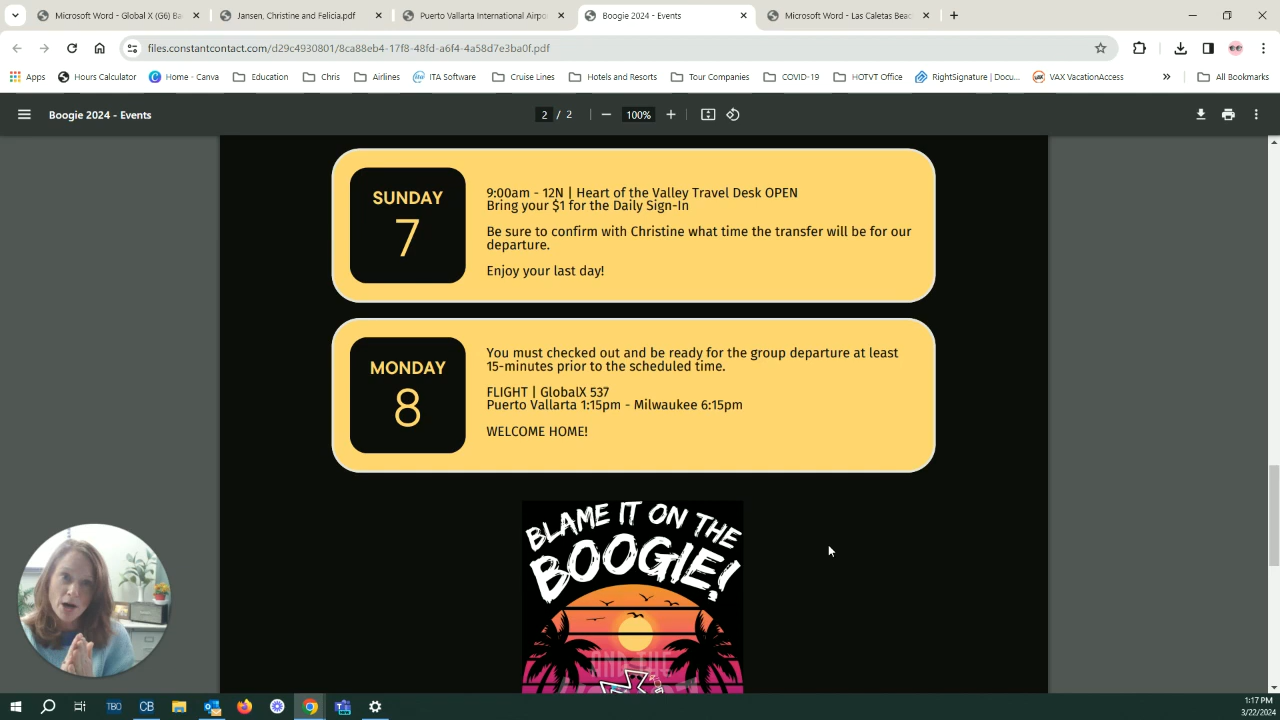 Microsoft Word - Global X (G6) Ba
Jansen, Christine and Felicia.pdf
Puerto Vallarta International Airpo
Boogie 2024 - Events
Microsoft Word - Las Caletas Beac
files.constantcontact.com/d29c4930801/8ca88eb4-17f8-48fd-a6f4-4a58d7e3ba0f.pdf
Apps
Hours Calculator
Home - Canva
Education
Chris
Airlines
ITA Software
Cruise Lines
Hotels and Resorts
Tour Companies
COVID-19
HOTVT Office
RightSignature | Docu...
VAX VacationAccess
All Bookmarks
Boogie 2024 - Events
2 / 2
100%
SUNDAY
7
9:00am - 12N | Heart of the Valley Travel Desk OPEN
Bring your $1 for the Daily Sign-In
Be sure to confirm with Christine what time the transfer will be for our
departure.
Enjoy your last day!
MONDAY
8
You must checked out and be ready for the group departure at least
15-minutes prior to the scheduled time.
FLIGHT | GlobalX 537
Puerto Vallarta 1:15pm - Milwaukee 6:15pm
WELCOME HOME!
BLAME IT ON THE
BOOGIE!
AND THE
1:17 PM
3/22/2024